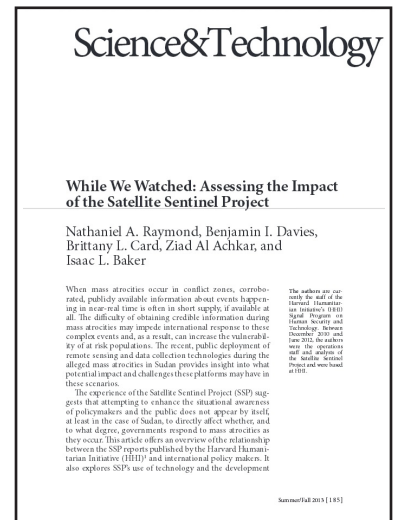 Science&Technology
While We Watched: Assessing the Impact
of the Satellite Sentinel Project
Nathaniel A. Raymond, Benjamin I. Davies,
Brittany L. Card, Ziad Al Achkar, and
Isaac L. Baker
When mass atrocities occur in conflict zones, corrobo-
rated, publicly available information about events happen-
ing in near-real time is often in short supply, if available at
all. The difficulty of obtaining credible information during
mass atrocities may impede international response to these
complex events and, as a result, can increase the vulnerabil-
ity of at risk populations. The recent, public deployment of
remote sensing and data collection technologies during the
alleged mass atrocities in Sudan provides insight into what
potential impact and challenges these platforms may have in
these scenarios.
The experience of the Satellite Sentinel Project (SSP) sug-
gests that attempting to enhance the situational awareness
of policymakers and the public does not appear by itself,
at least in the case of Sudan, to directly affect whether, and
to what degree, governments respond to mass atrocities as
they occur. This article offers an overview of the relationship
between the SSP reports published by the Harvard Humani-
tarian Initiative (HHI)¹ and international policy makers. It
also explores SSP's use of technology and the development
The authors are cur-
rently the staff of the
Harvard Humanitar-
ian Initiative's (HHI)
Signal Program on
Human Security and
Technology. Between
December 2010 and
June 2012, the authors
were the operations
staff and analysts of
the Satellite Sentinel
Project and were based
at HHI.
Summer/Fall 2013 [185]